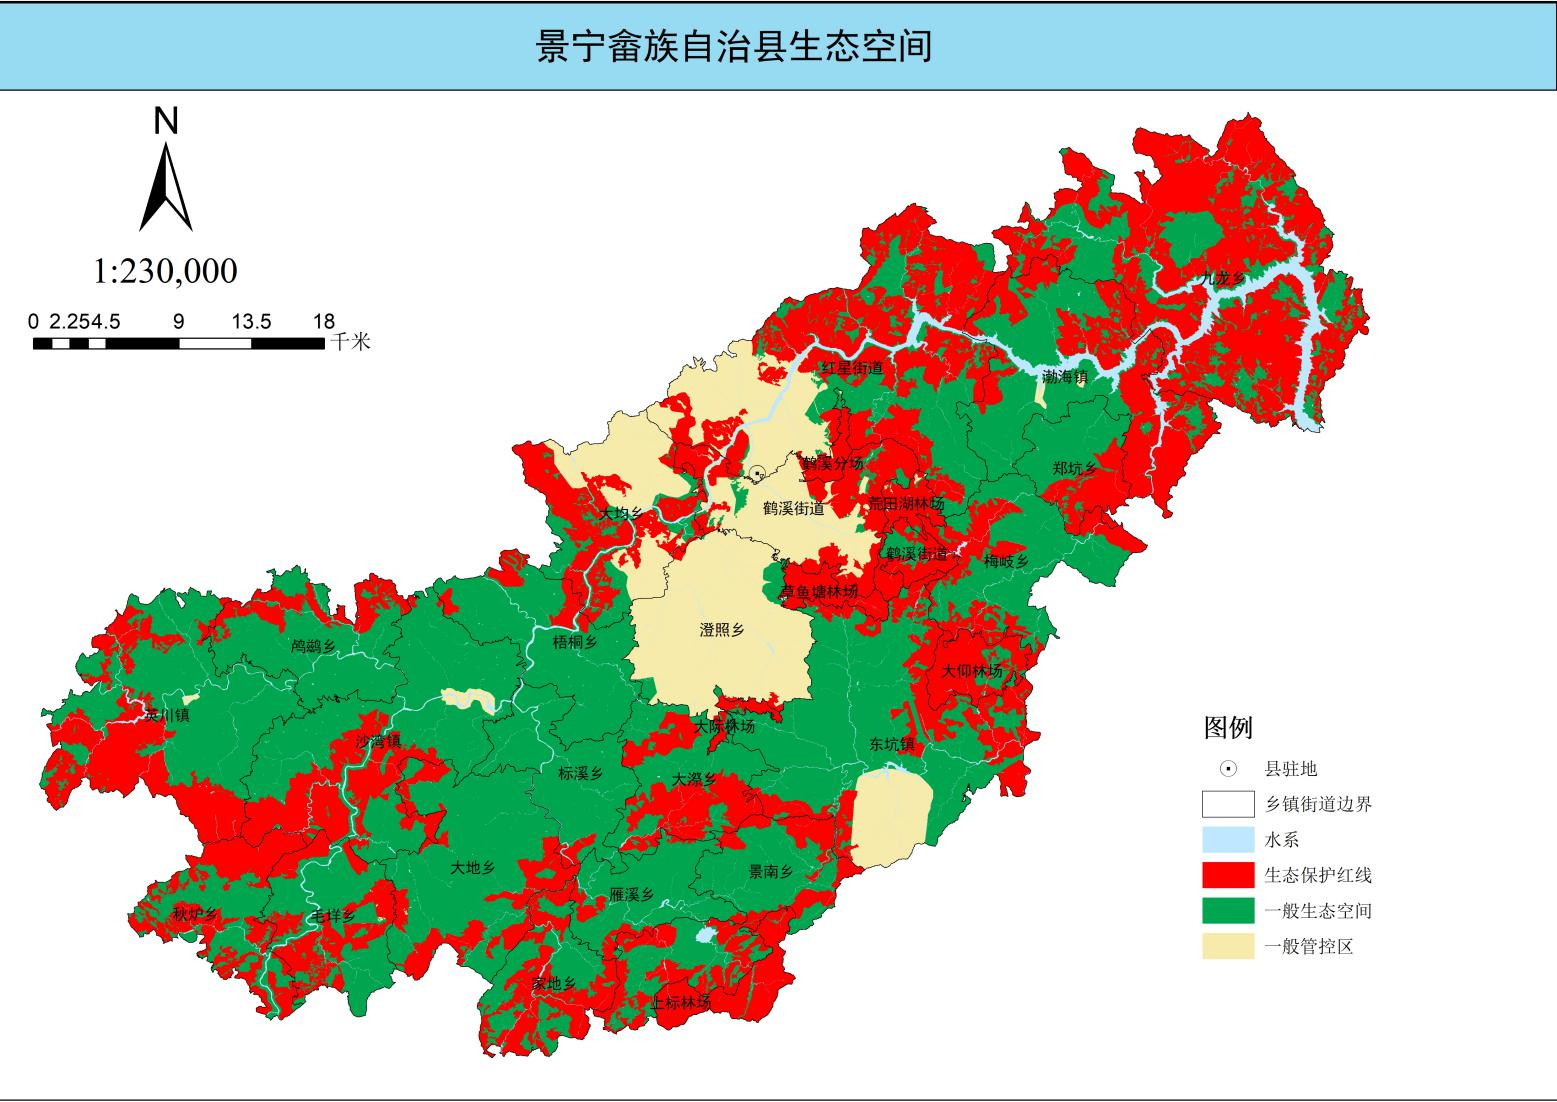 景宁畲族自治县生态空间
N
1:230,000
0 2.254.5 9 13.5 18
千米
九龙乡
红星街道
渤海镇
鹤溪分场
郑坑乡
荒田湖林场
鹤溪街道
大均乡
鹤溪街道
梅岐乡
草鱼塘林场
澄照乡
梧桐乡
鸬鹚乡
大仰林场
英川镇
大际林场
沙湾镇
东坑镇
标溪乡
大漈乡
大地乡
景南乡
雁溪乡
秋炉乡
毛垟乡
家地乡
上标林场
图例
县驻地
乡镇街道边界
水系
生态保护红线
一般生态空间
一般管控区